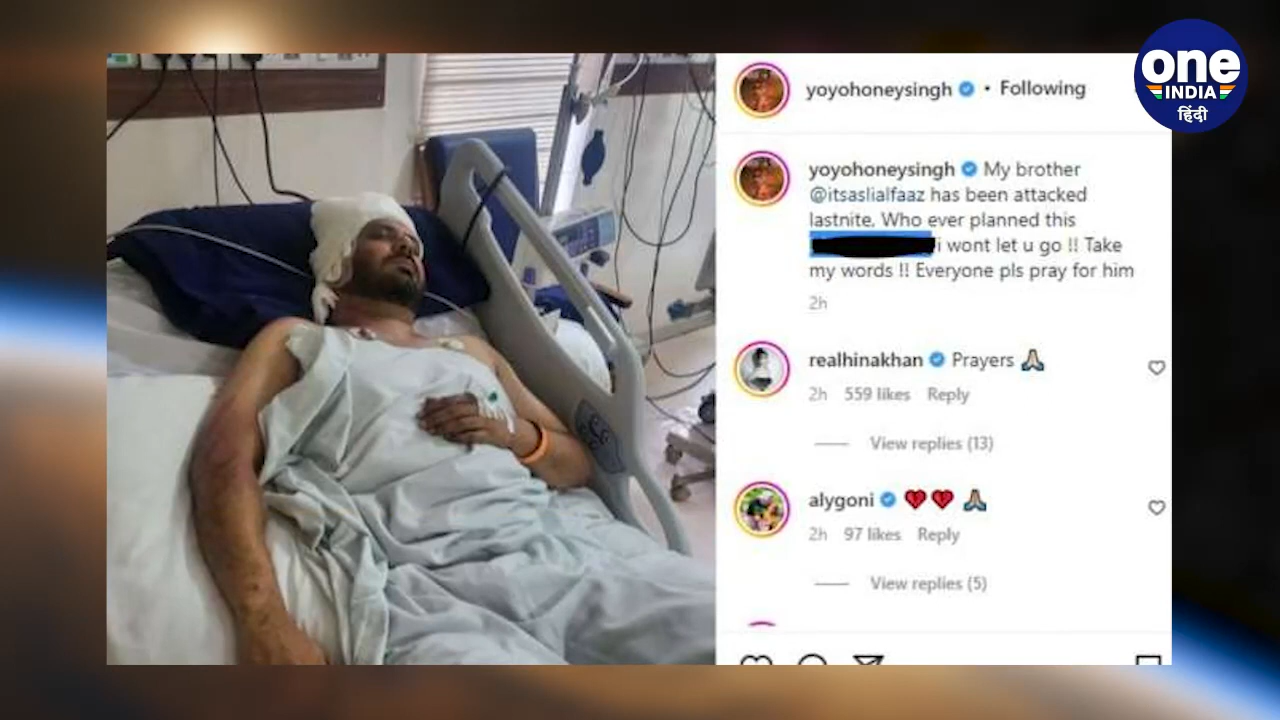 one
INDIA
हिंदी
yoyohoneysingh • Following
yoyohoneysingh My brother
@itsaslialfaaz has been attacked
lastnite. Who ever planned this
i wont let u go !! Take
my words !! Everyone pls pray for him
2h
realhinakhan Prayers 🙏🏻
2h 559 likes Reply
View replies (13)
alygoni 💔💔 🙏🏼
2h 97 likes Reply
View replies (5)